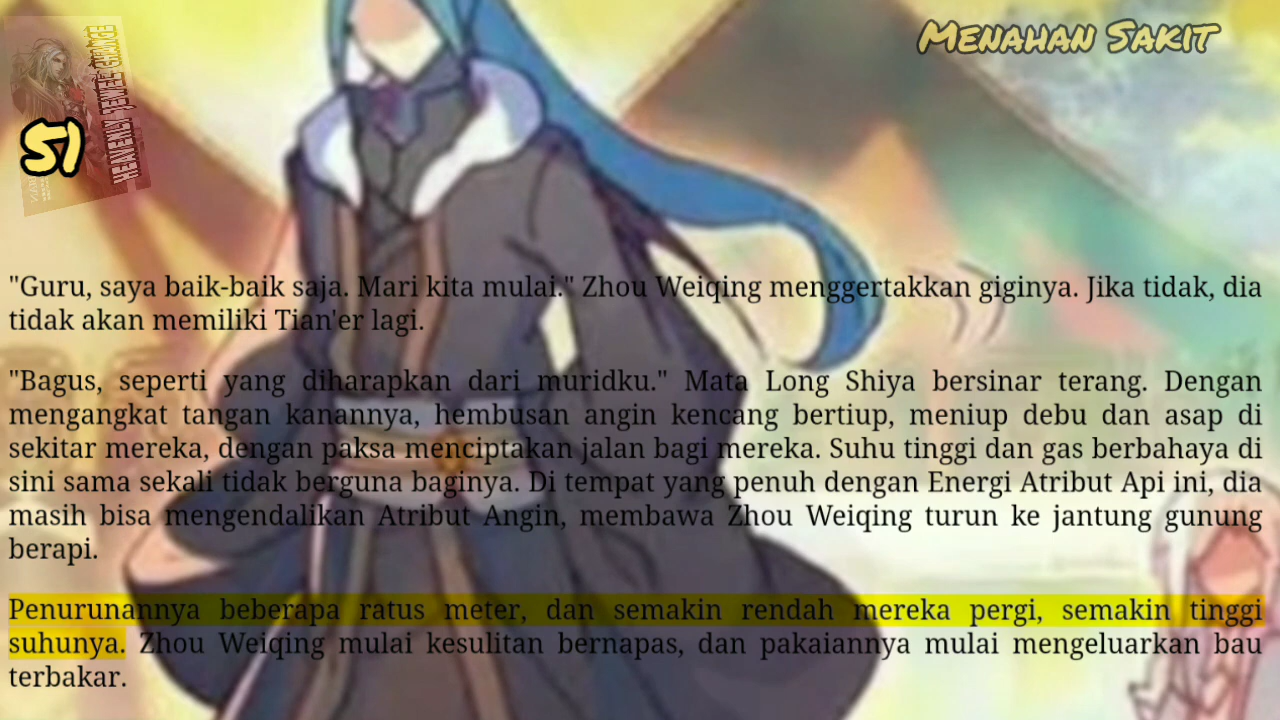 Menahan Sakit
HEAVENLY JEWEL CHANGE
51
"Guru, saya baik-baik saja. Mari kita mulai." Zhou Weiqing menggertakkan giginya. Jika tidak, dia
tidak akan memiliki Tian'er lagi.
"Bagus, seperti yang diharapkan dari muridku." Mata Long Shiya bersinar terang. Dengan
mengangkat tangan kanannya, hembusan angin kencang bertiup, meniup debu dan asap di
sekitar mereka, dengan paksa menciptakan jalan bagi mereka. Suhu tinggi dan gas berbahaya di
sini sama sekali tidak berguna baginya. Di tempat yang penuh dengan Energi Atribut Api ini, dia
masih bisa mengendalikan Atribut Angin, membawa Zhou Weiqing turun ke jantung gunung
berapi.
Penurunannya beberapa ratus meter, dan semakin rendah mereka pergi, semakin tinggi
suhunya. Zhou Weiqing mulai kesulitan bernapas, dan pakaiannya mulai mengeluarkan bau
terbakar.